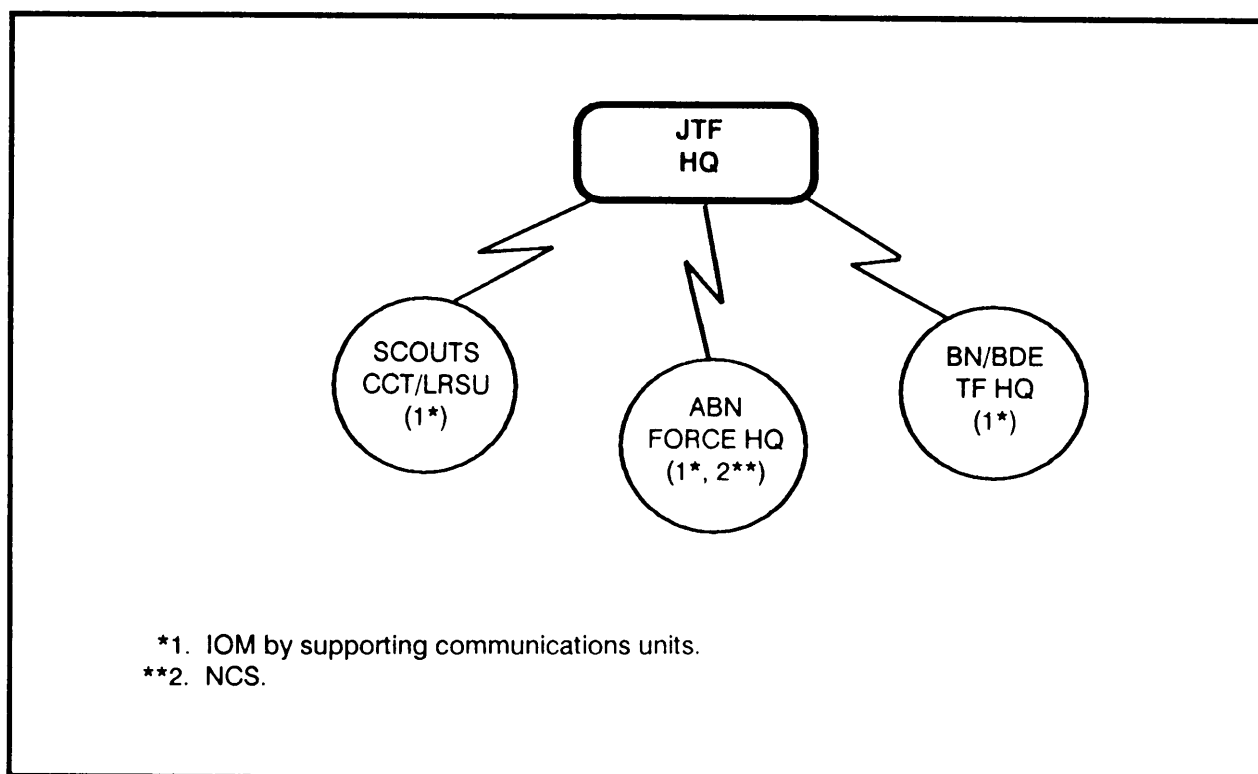 JTF
HQ
SCOUTS
CCT/LRSU
(1*)
ABN
FORCE HQ
(1*, 2**)
BN/BDE
TF HQ
(1*)
*1. IOM by supporting communications units.
**2. NCS.